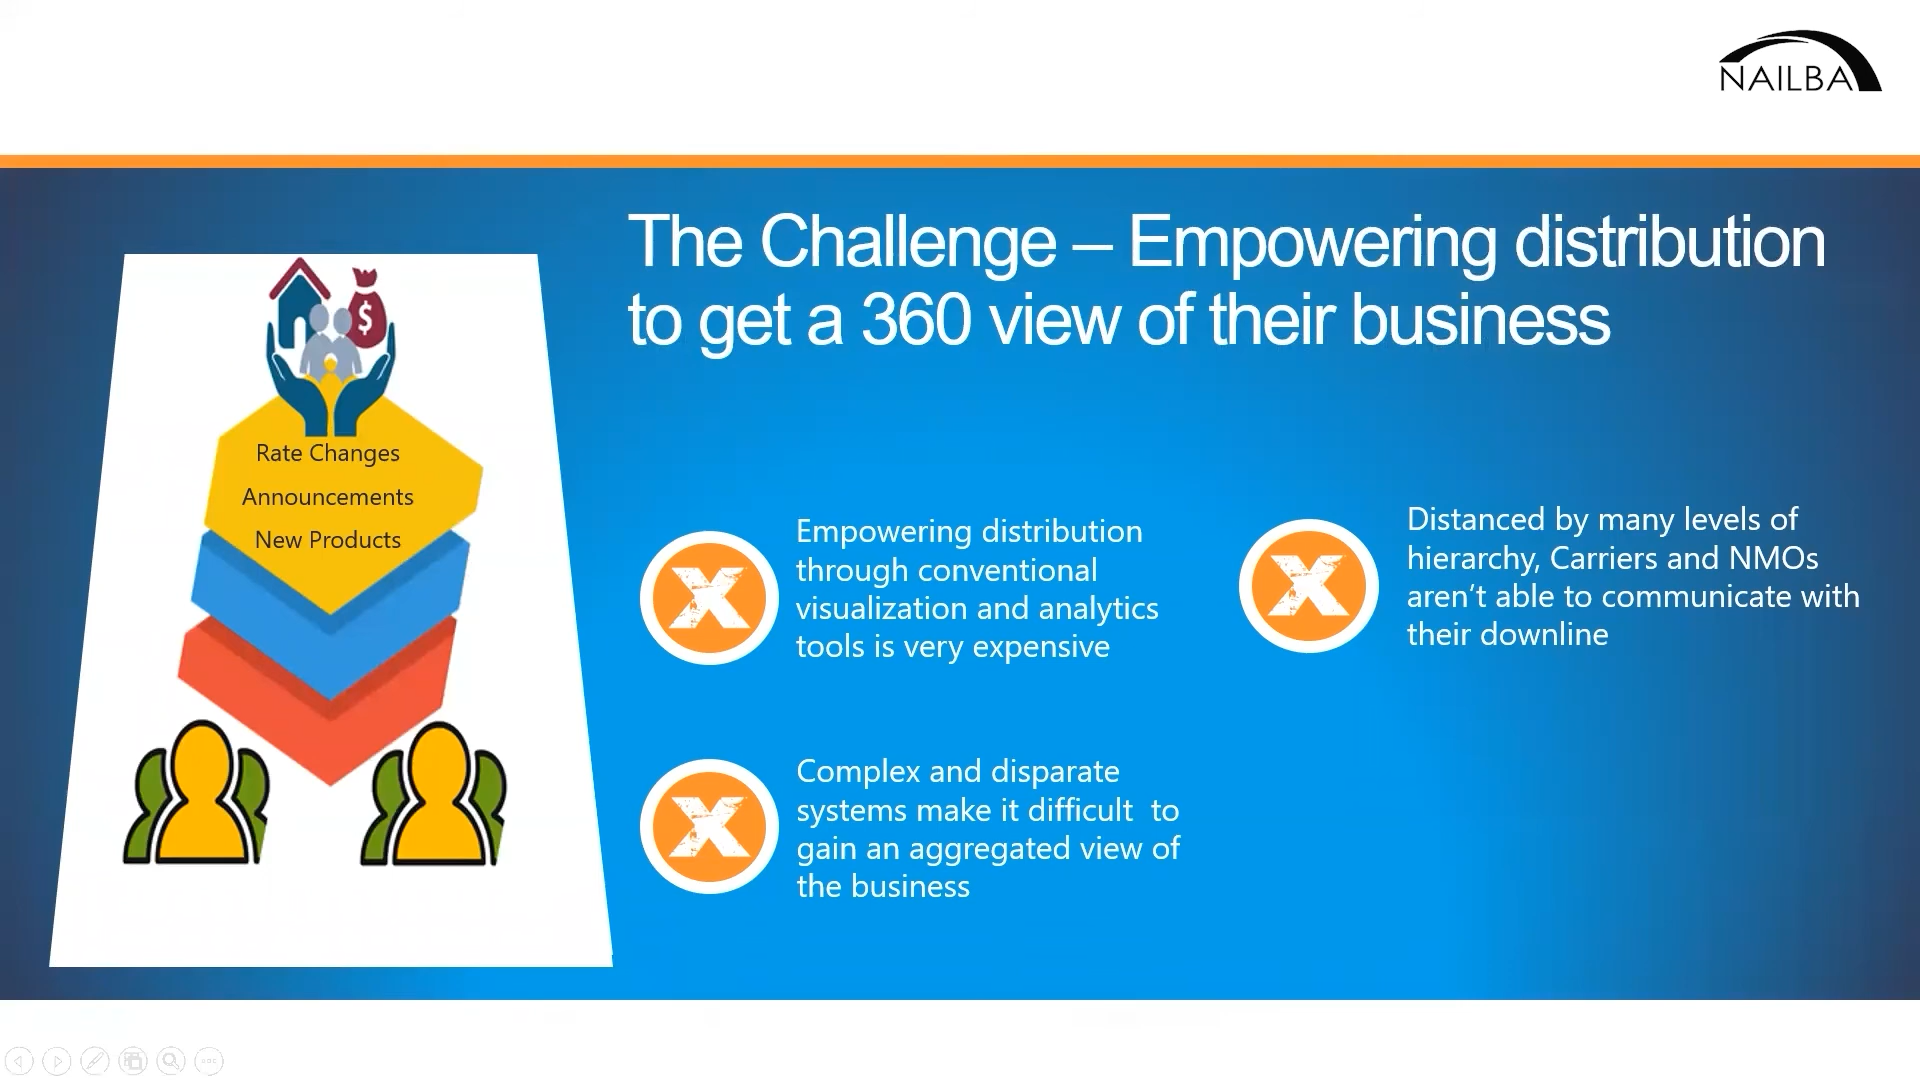 NAILBA
The Challenge – Empowering distribution
to get a 360 view of their business
$
Rate Changes
Announcements
New Products
Empowering distribution
through conventional
visualization and analytics
tools is very expensive
Complex and disparate
systems make it difficult  to
gain an aggregated view of
the business
Distanced by many levels of
hierarchy, Carriers and NMOs
aren’t able to communicate with
their downline